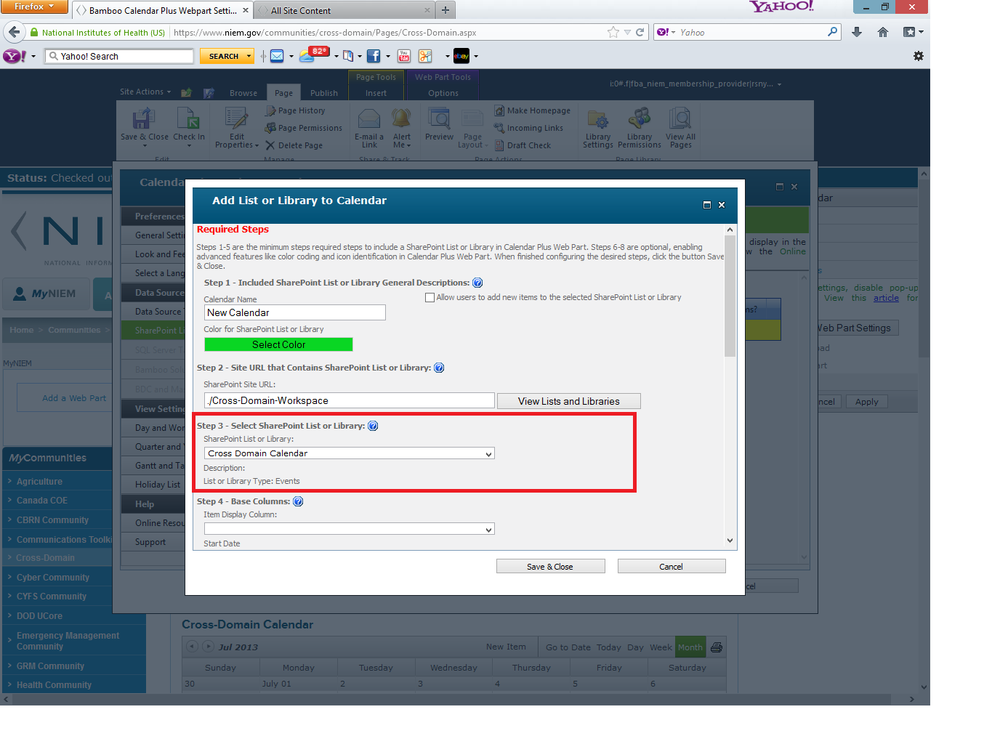 Firefox
Bamboo Calendar Plus Webpart Setti...
All Site Content
YAHOO!
National Institutes of Health (US)
https://www.niem.gov/communities/cross-domain/Pages/Cross-Domain.aspx
Yahoo
Yahoo! Search
SEARCH
82°
ebay
Page Tools
Web Part Tools
i:0#.f|fba_niem_membership_provider|rsny...
Site Actions
Browse
Page
Publish
Insert
Options
Save & Close
Check In
Edit Properties
Page History
Page Permissions
Delete Page
E-mail a Link
Alert Me
Preview
Page Layout
Make Homepage
Incoming Links
Draft Check
Library Settings
Library Permissions
View All Pages
Edit
Manage
Share & Track
Page Actions
Page Library
Status: Checked ou
Calenda
dar
NATIONAL INFORM
MyNIEM
A
Home > Communities >
MyNIEM
Add a Web Part
MyCommunities
Agriculture
Canada COE
CBRN Community
Communications Toolki
Cross-Domain
Cyber Community
CYFS Community
DOD UCore
Emergency Management
Community
GRM Community
Health Community
Preferences
General Setti
Look and Fee
Select a Lang
Data Source
Data Source
SharePoint Li
SQL Server T
Bamboo Solu
BDC and Me
View Setting
Day and Wor
Quarter and
Gantt and Ta
Holiday List
Help
Online Resou
Support
Add List or Library to Calendar
Required Steps
Steps 1-5 are the minimum steps required steps to include a SharePoint List or Library in Calendar Plus Web Part. Steps 6-8 are optional, enabling
advanced features like color coding and icon identification in Calendar Plus Web Part. When finished configuring the desired steps, click the button Save
& Close.
Step 1 - Included SharePoint List or Library General Descriptions:
Calendar Name
Allow users to add new items to the selected SharePoint List or Library
New Calendar
Color for SharePoint List or Library
Select Color
Step 2 - Site URL that Contains SharePoint List or Library:
SharePoint Site URL:
./Cross-Domain-Workspace
View Lists and Libraries
Step 3 - Select SharePoint List or Library:
SharePoint List or Library:
Cross Domain Calendar
Description:
List or Library Type: Events
Step 4 - Base Columns:
Item Display Column:
Start Date
Save & Close
Cancel
display in the
w the Online
ettings, disable pop-up
View this article for
ms?
Web Part Settings
oad
art
ncel
Apply
cel
Cross-Domain Calendar
Jul 2013
New Item
Go to Date
Today
Day
Week
Month
Sunday
Monday
Tuesday
Wednesday
Thursday
Friday
Saturday
30
July 01
2
3
4
5
6